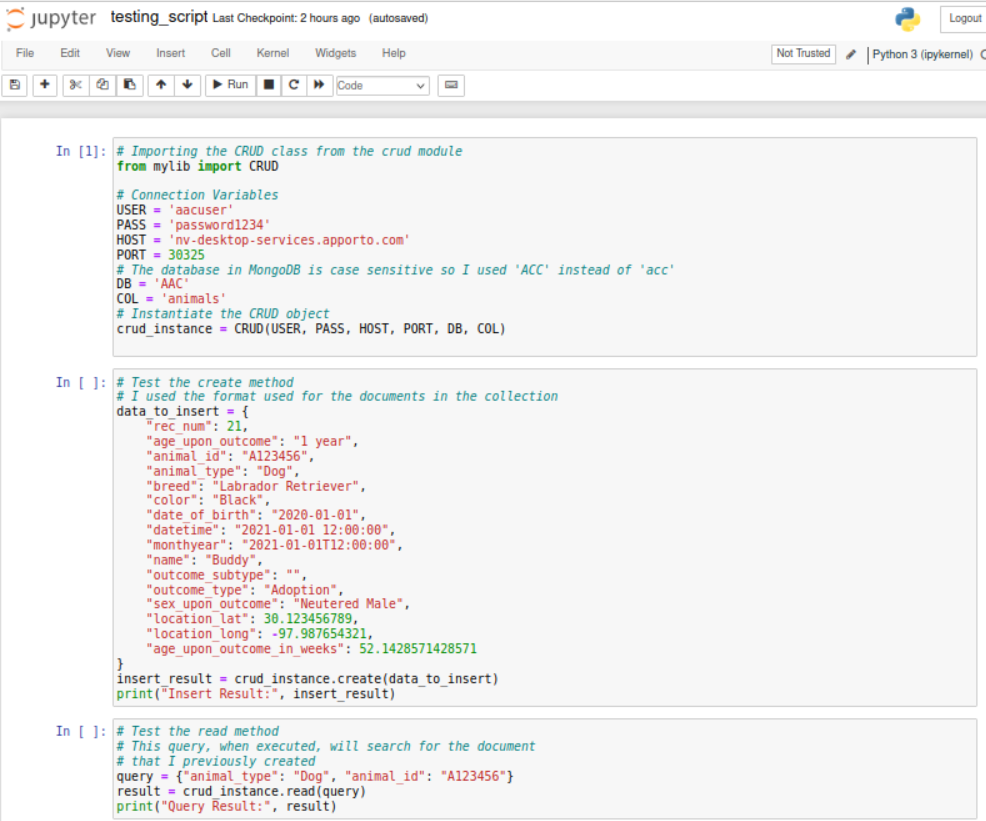 jupyter testing_script Last Checkpoint: 2 hours ago (autosaved)
Logout
File Edit View Insert Cell Kernel Widgets Help
Not Trusted Python 3 (ipykernel)
Run Code
In [1]: # Importing the CRUD class from the crud module
from mylib import CRUD

# Connection Variables
USER = 'aacuser'
PASS = 'password1234'
HOST = 'nv-desktop-services.apporto.com'
PORT = 30325
# The database in MongoDB is case sensitive so I used 'ACC' instead of 'acc'
DB = 'AAC'
COL = 'animals'
# Instantiate the CRUD object
crud_instance = CRUD(USER, PASS, HOST, PORT, DB, COL)

In [ ]: # Test the create method
# I used the format used for the documents in the collection
data_to_insert = {
    "rec_num": 21,
    "age_upon_outcome": "1 year",
    "animal_id": "A123456",
    "animal_type": "Dog",
    "breed": "Labrador Retriever",
    "color": "Black",
    "date_of_birth": "2020-01-01",
    "datetime": "2021-01-01 12:00:00",
    "monthyear": "2021-01-01T12:00:00",
    "name": "Buddy",
    "outcome_subtype": "",
    "outcome_type": "Adoption",
    "sex_upon_outcome": "Neutered Male",
    "location_lat": 30.123456789,
    "location_long": -97.987654321,
    "age_upon_outcome_in_weeks": 52.1428571428571
}
insert_result = crud_instance.create(data_to_insert)
print("Insert Result:", insert_result)

In [ ]: # Test the read method
# This query, when executed, will search for the document
# that I previously created
query = {"animal_type": "Dog", "animal_id": "A123456"}
result = crud_instance.read(query)
print("Query Result:", result)